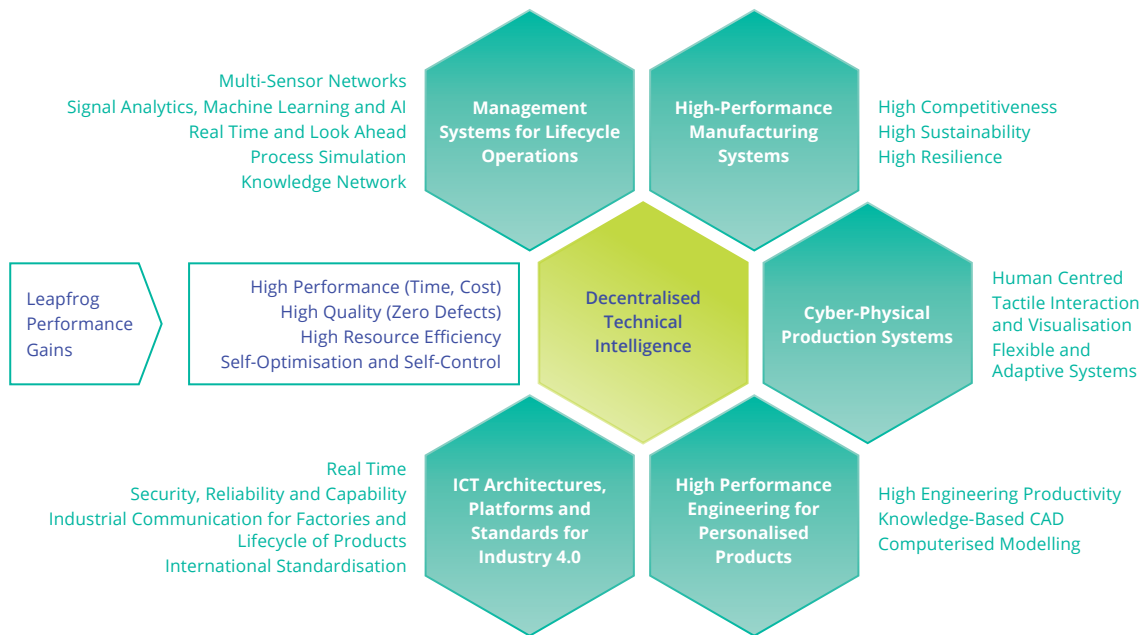 Multi-Sensor Networks
Signal Analytics, Machine Learning and AI
Real Time and Look Ahead
Process Simulation
Knowledge Network
Management
Systems for Lifecycle
Operations
High-Performance
Manufacturing
Systems
High Competitiveness
High Sustainability
High Resilience
Leapfrog
Performance
Gains
High Performance (Time, Cost)
High Quality (Zero Defects)
High Resource Efficiency
Self-Optimisation and Self-Control
Decentralised
Technical
Intelligence
Cyber-Physical
Production Systems
Human Centred
Tactile Interaction
and Visualisation
Flexible and
Adaptive Systems
Real Time
Security, Reliability and Capability
Industrial Communication for Factories and
Lifecycle of Products
International Standardisation
ICT Architectures,
Platforms and
Standards for
Industry 4.0
High Performance
Engineering for
Personalised
Products
High Engineering Productivity
Knowledge-Based CAD
Computerised Modelling